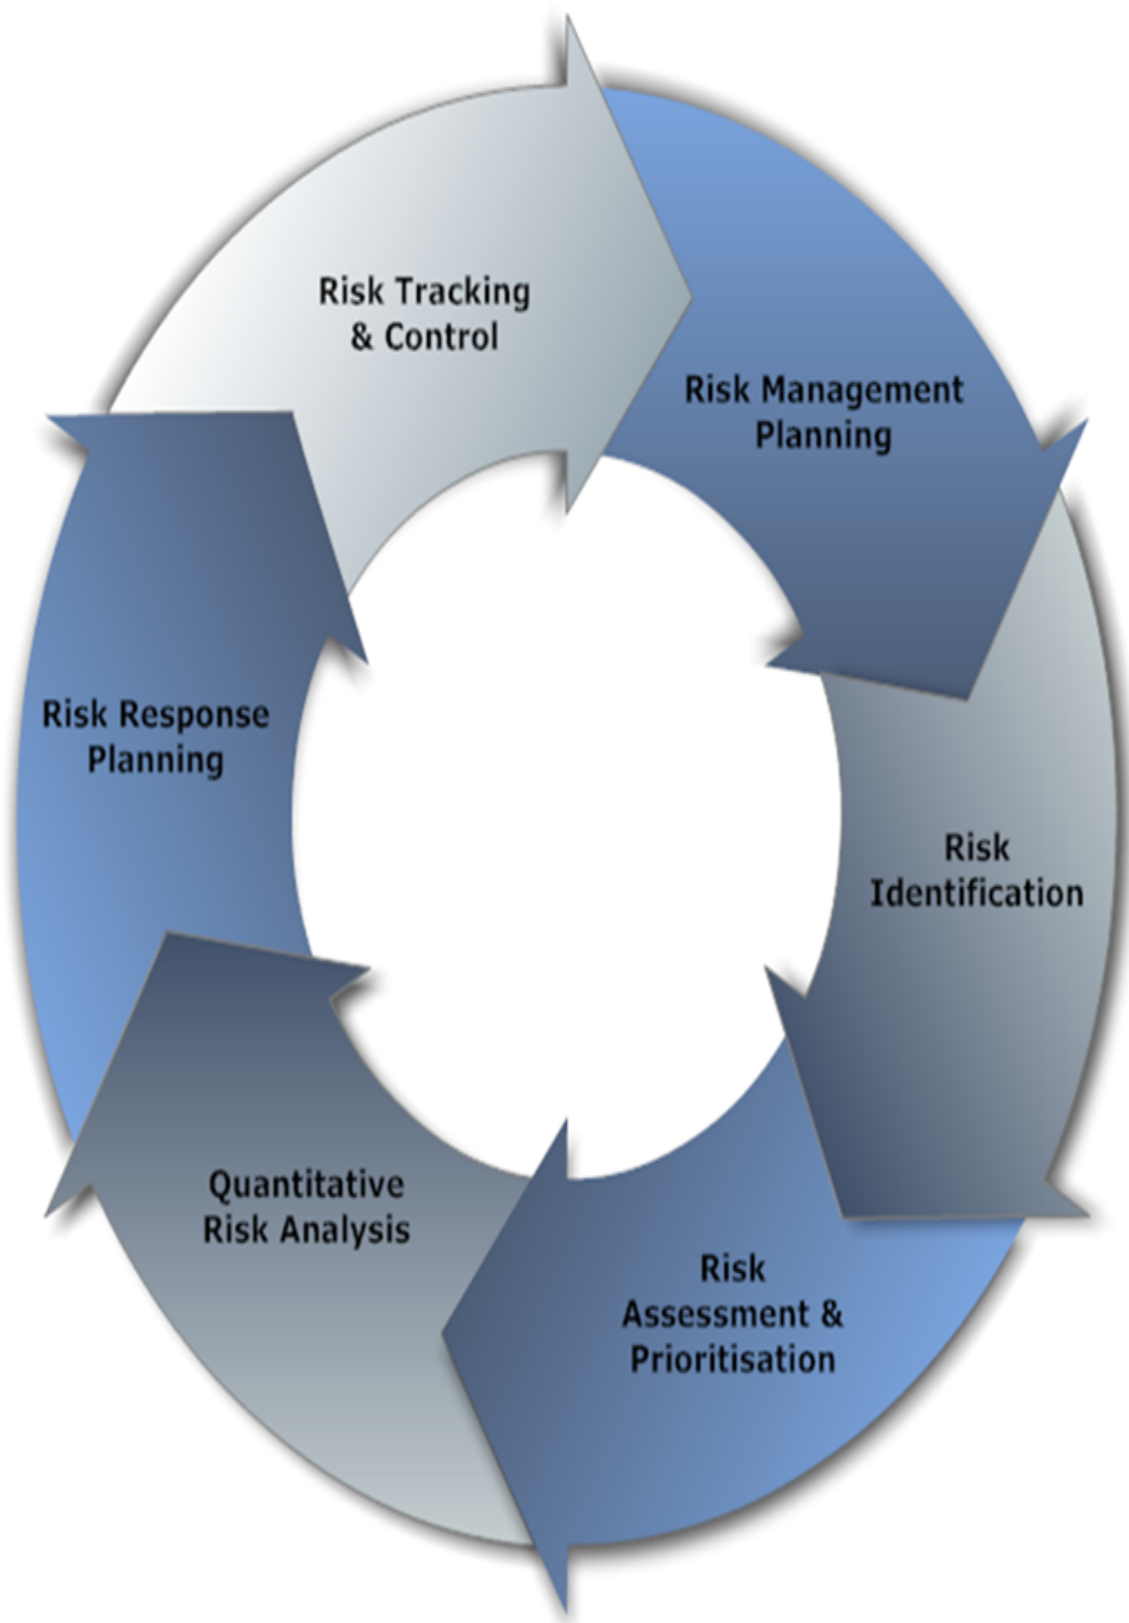 Risk Tracking
& Control
Risk Management
Planning
Risk
Identification
Risk
Assessment &
Prioritisation
Quantitative
Risk Analysis
Risk Response
Planning